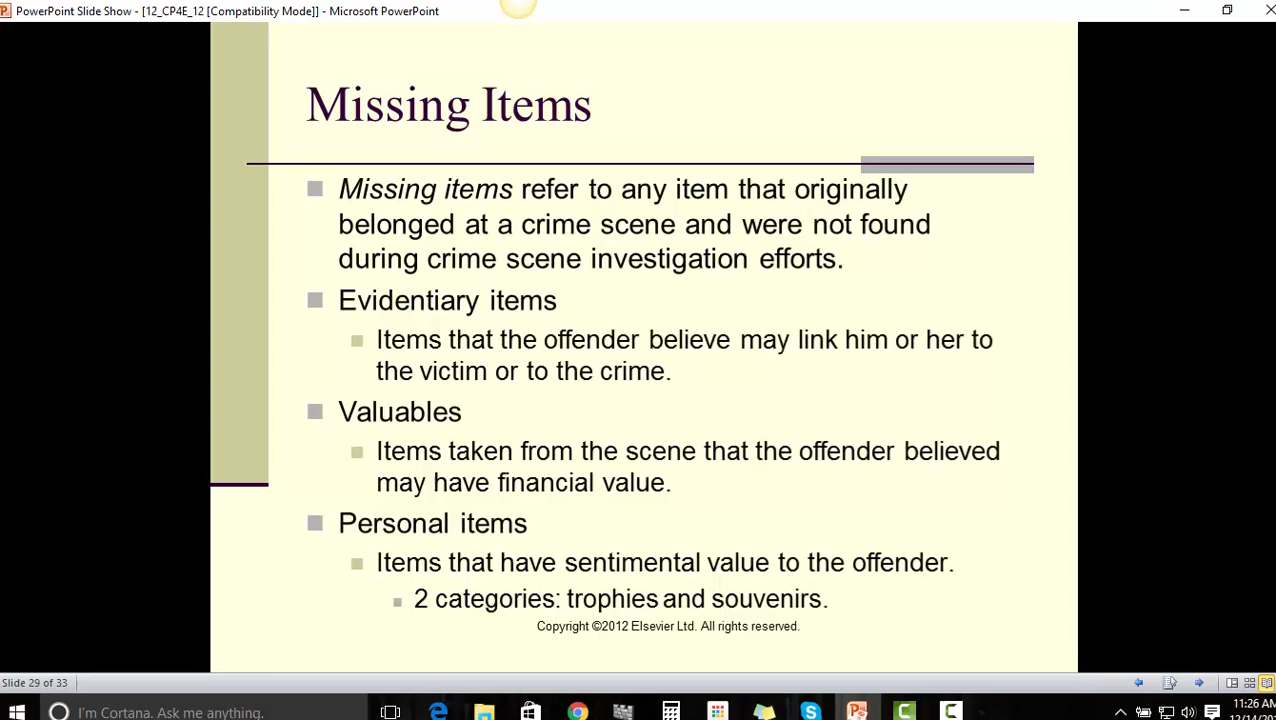 PowerPoint Slide Show - [12_CP4E_12 [Compatibility Mode]] - Microsoft PowerPoint
Missing Items
Missing items refer to any item that originally
belonged at a crime scene and were not found
during crime scene investigation efforts.
Evidentiary items
Items that the offender believe may link him or her to
the victim or to the crime.
Valuables
Items taken from the scene that the offender believed
may have financial value.
Personal items
Items that have sentimental value to the offender.
2 categories: trophies and souvenirs.
Copyright ©2012 Elsevier Ltd. All rights reserved.
Slide 29 of 33
I'm Cortana. Ask me anything.
11:26 AM